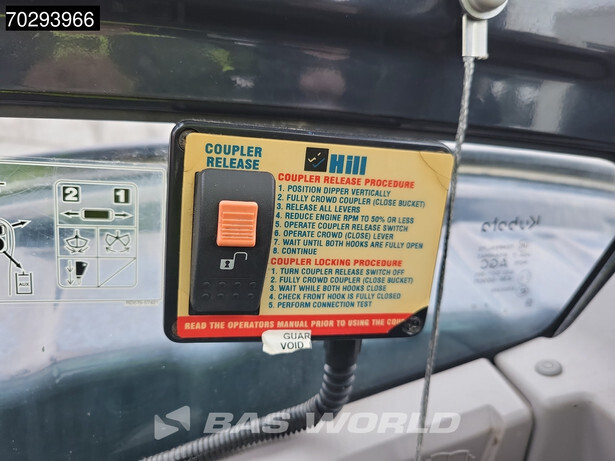 70293966
COUPLER
RELEASE
Hill
COUPLER RELEASE PROCEDURE
1. POSITION DIPPER VERTICALLY
2. FULLY CROWD COUPLER (CLOSE BUCKET)
3. RELEASE ALL LEVERS
4. REDUCE ENGINE RPM TO 50% OR LESS
5. OPERATE COUPLER RELEASE SWITCH
6. OPERATE CROWD (CLOSE) LEVER
7. WAIT UNTIL BOTH HOOKS ARE FULLY OPEN
8. CONTINUE
COUPLER LOCKING PROCEDURE
1. TURN COUPLER RELEASE SWITCH OFF
2. FULLY CROWD COUPLER (CLOSE BUCKET)
3. WAIT WHILE BOTH HOOKS CLOSE
4. CHECK FRONT HOOK IS FULLY CLOSED
5. PERFORM CONNECTION TEST
READ THE OPERATORS MANUAL PRIOR TO USING THE COU
GUAR
VOID
2 1
AUX
Kubota
BAS WORLD